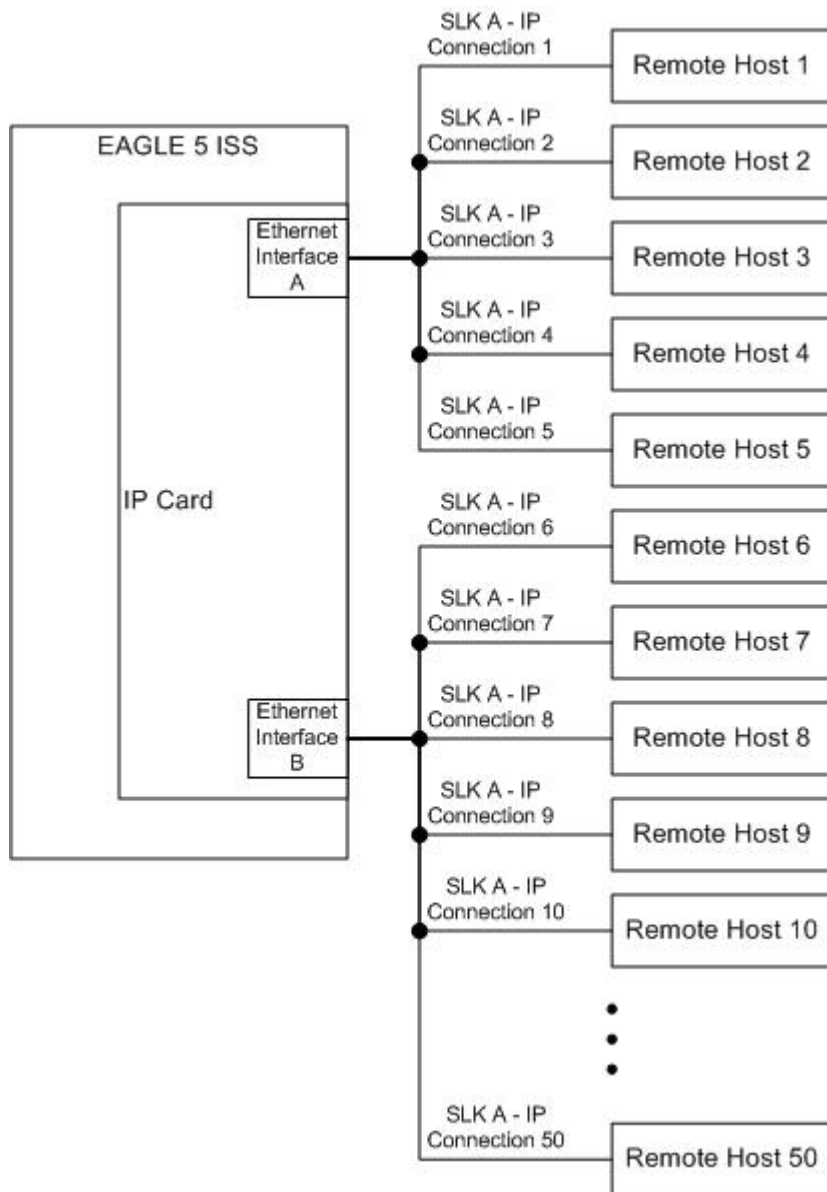 SLK A - IP
Connection 1
Remote Host 1
EAGLE 5 ISS
SLK A - IP
Connection 2
Remote Host 2
Ethernet
Interface
A
SLK A - IP
Connection 3
Remote Host 3
SLK A - IP
Connection 4
Remote Host 4
SLK A - IP
Connection 5
Remote Host 5
IP Card
SLK A - IP
Connection 6
Remote Host 6
SLK A - IP
Connection 7
Remote Host 7
Ethernet
Interface
B
SLK A - IP
Connection 8
Remote Host 8
SLK A - IP
Connection 9
Remote Host 9
SLK A - IP
Connection 10
Remote Host 10
SLK A - IP
Connection 50
Remote Host 50